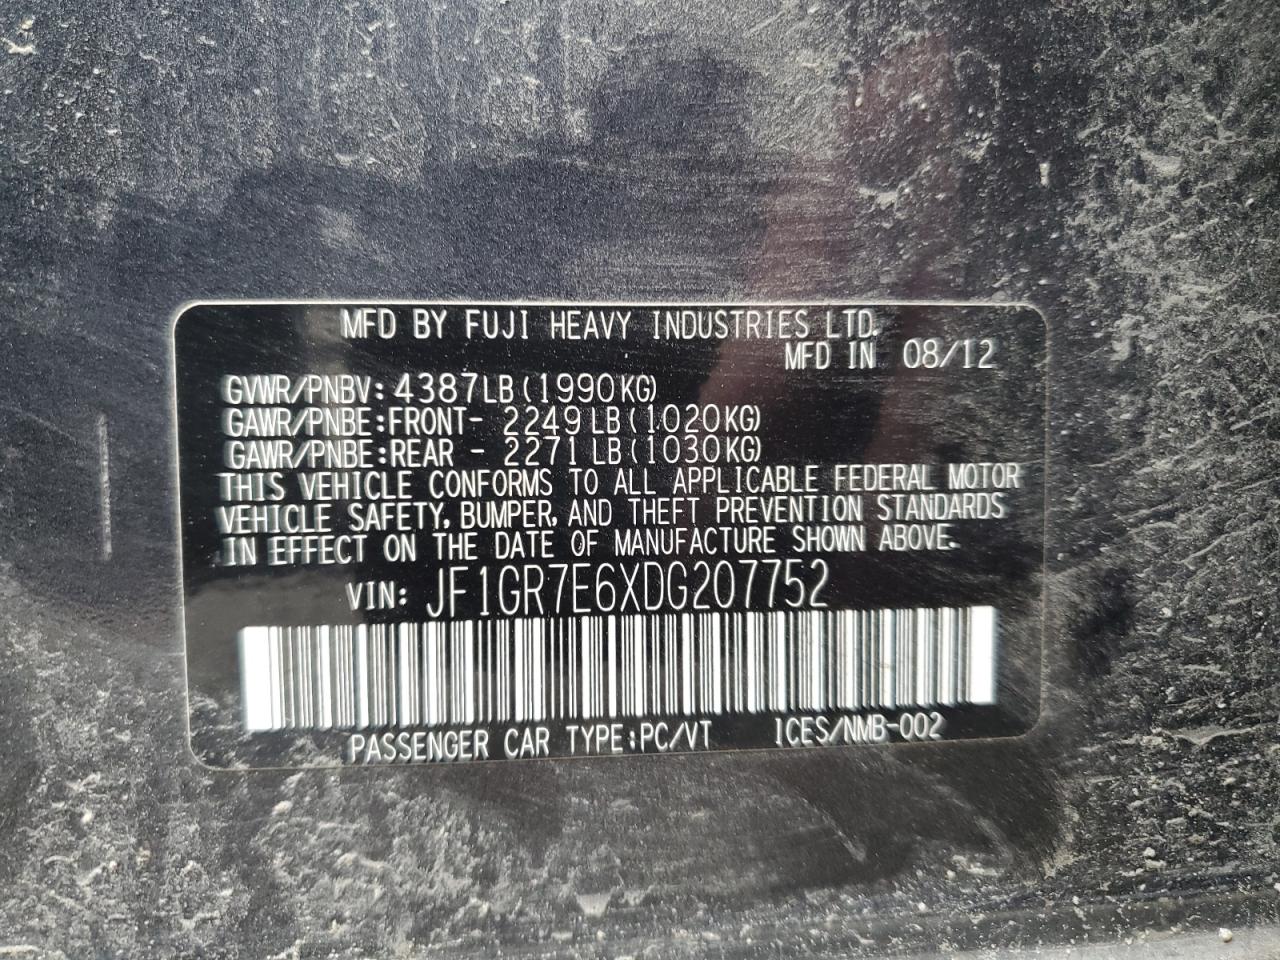 MFD BY FUJI HEAVY INDUSTRIES LTD.
MFD IN 08/12
GVWR/PNBV: 4387LB(1990KG)
GAWR/PNBE:FRONT- 2249LB(1020KG)
GAWR/PNBE:REAR - 2271LB(1030KG)
THIS VEHICLE CONFORMS TO ALL APPLICABLE FEDERAL MOTOR
VEHICLE SAFETY, BUMPER, AND THEFT PREVENTION STANDARDS
IN EFFECT ON THE DATE OF MANUFACTURE SHOWN ABOVE.
VIN: JF1GR7E6XDG207752
PASSENGER CAR TYPE:PC/VT ICES/NMB-002